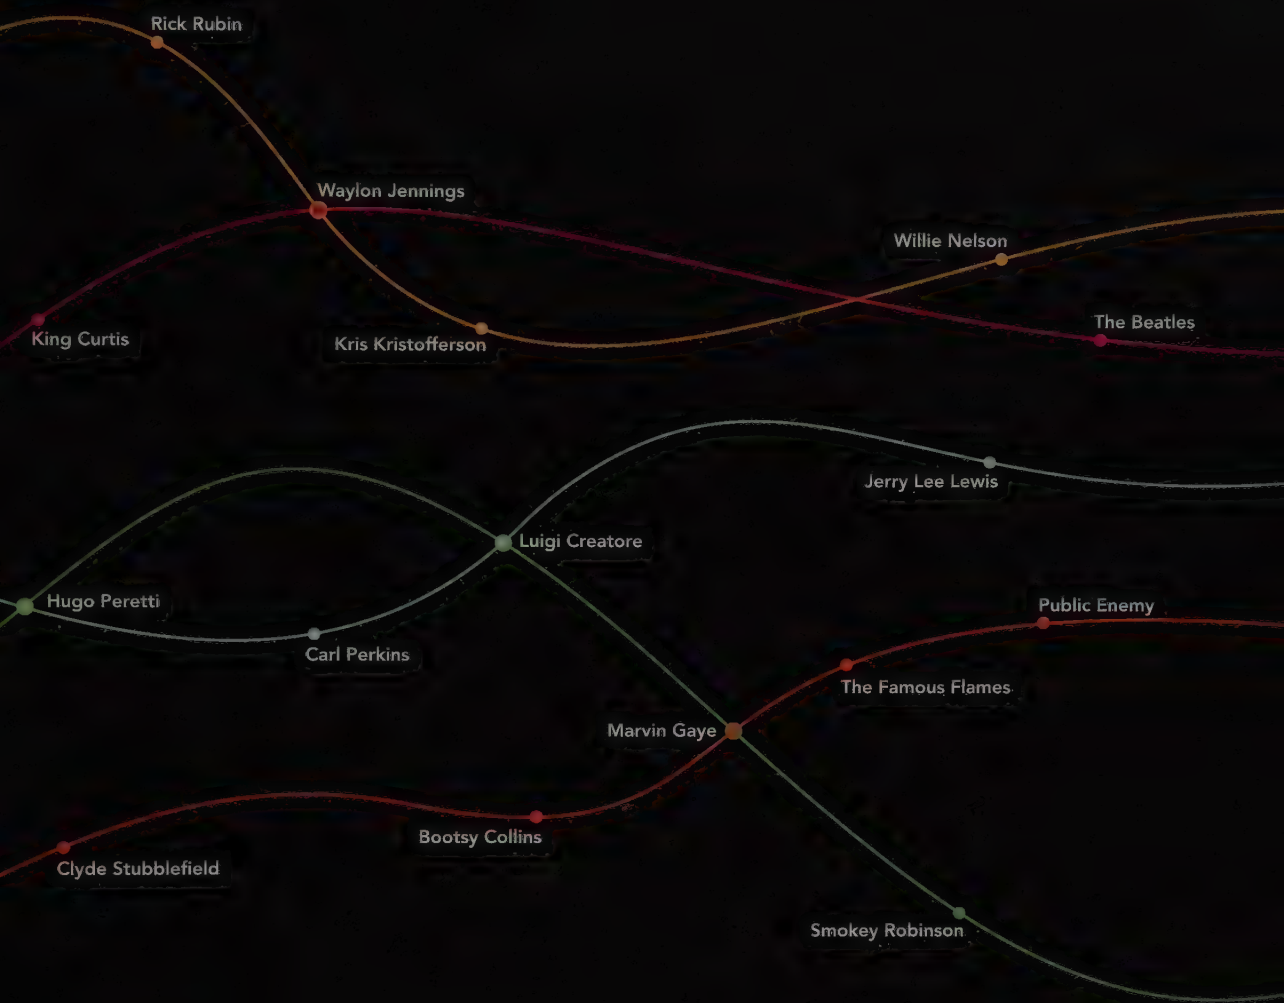 Rick Rubin
Waylon Jennings
Willie Nelson
King Curtis
Kris Kristofferson
The Beatles
Jerry Lee Lewis
Luigi Creatore
Hugo Peretti
Carl Perkins
Public Enemy
The Famous Flames
Marvin Gaye
Bootsy Collins
Clyde Stubblefield
Smokey Robinson